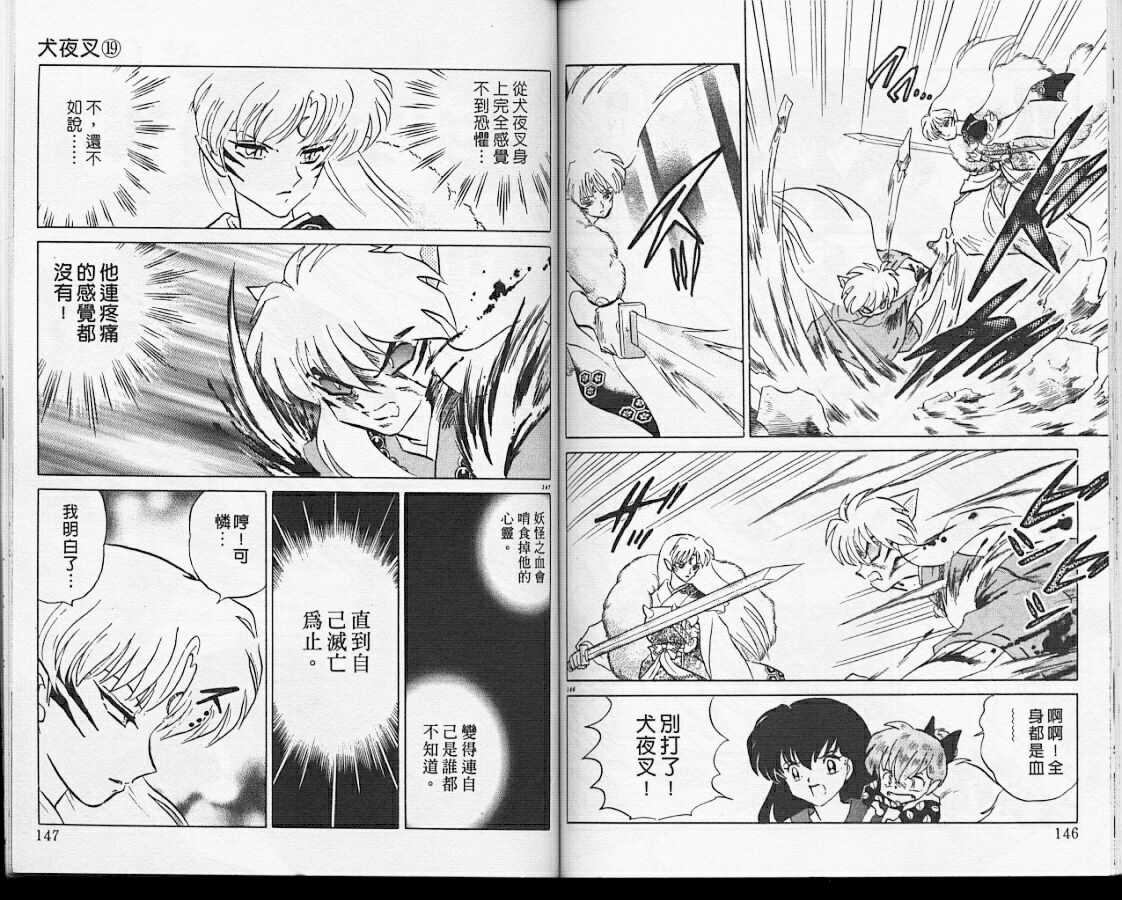 犬夜叉⑲
啊啊！全
身都是血
～～～
別打了！
犬夜叉！
146
從犬夜叉身
上完全感覺
不到恐懼…
不，還不
如說……
他連疼痛
的感覺都
沒有！
147
妖怪之血會
啃食掉他的
心靈。
變得連自
己是誰都
不知道。
直到自
己滅亡
爲止。
哼！可
憐…
我明白了…
147
146